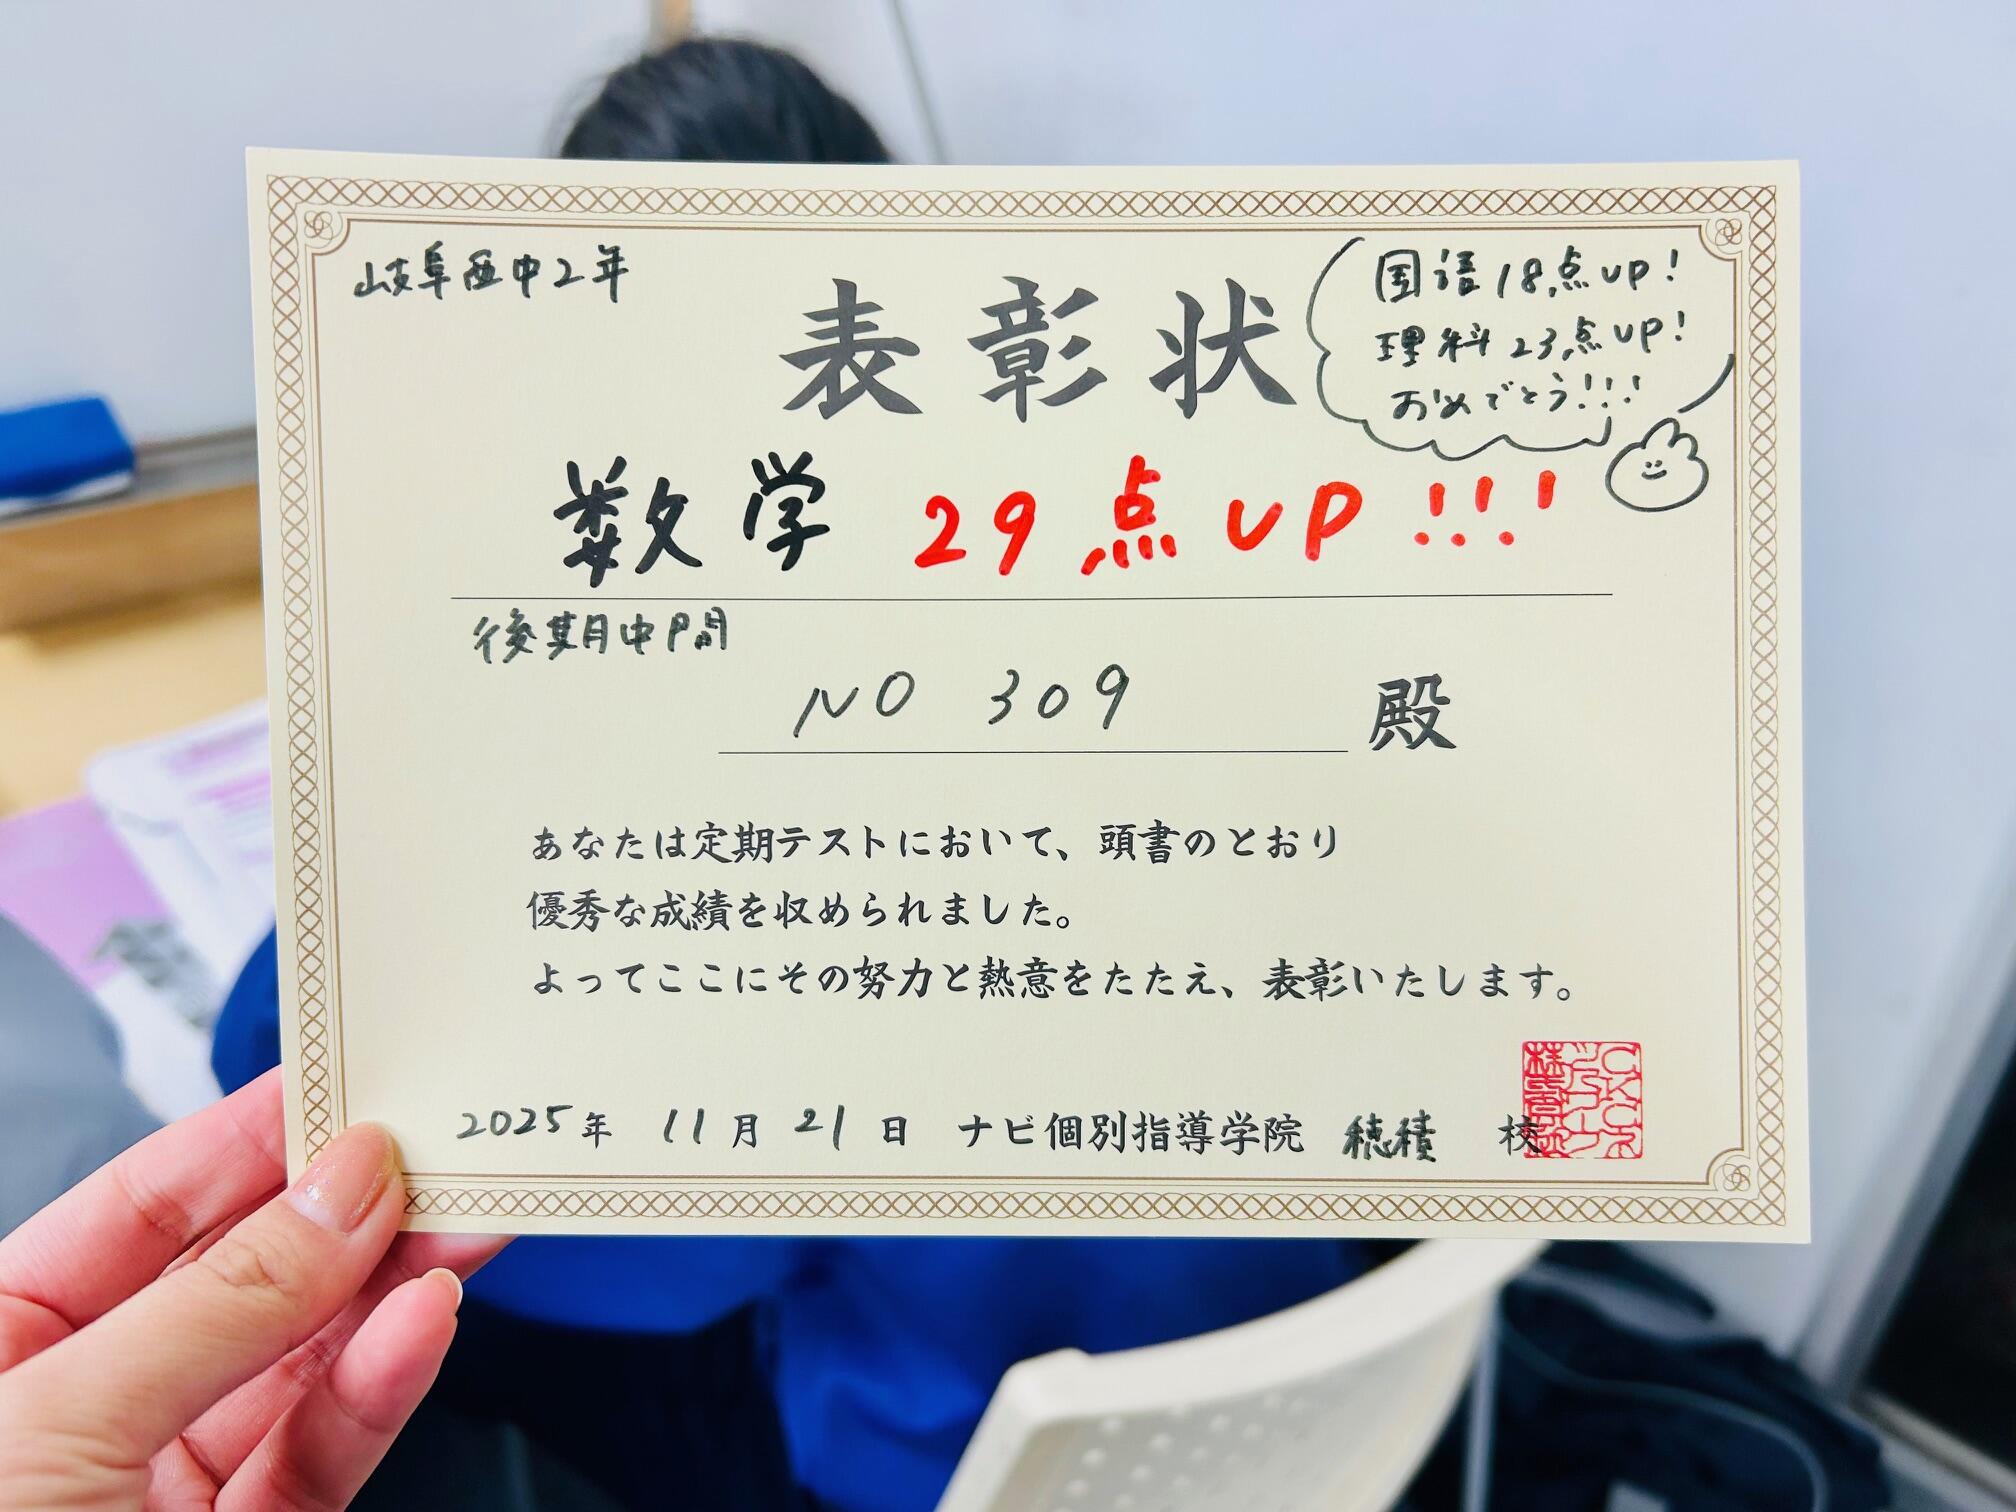 岐阜西中2年
表彰状
国語18点UP!
理科23点UP!
おめでとう!!!
数学 29点UP!!!
後期中間
NO 309 殿
あなたは定期テストにおいて、頭書のとおり
優秀な成績を収められました。
よってここにその努力と熱意をたたえ、表彰いたします。
2025年 11月 21日 ナビ個別指導学院 穂積 校